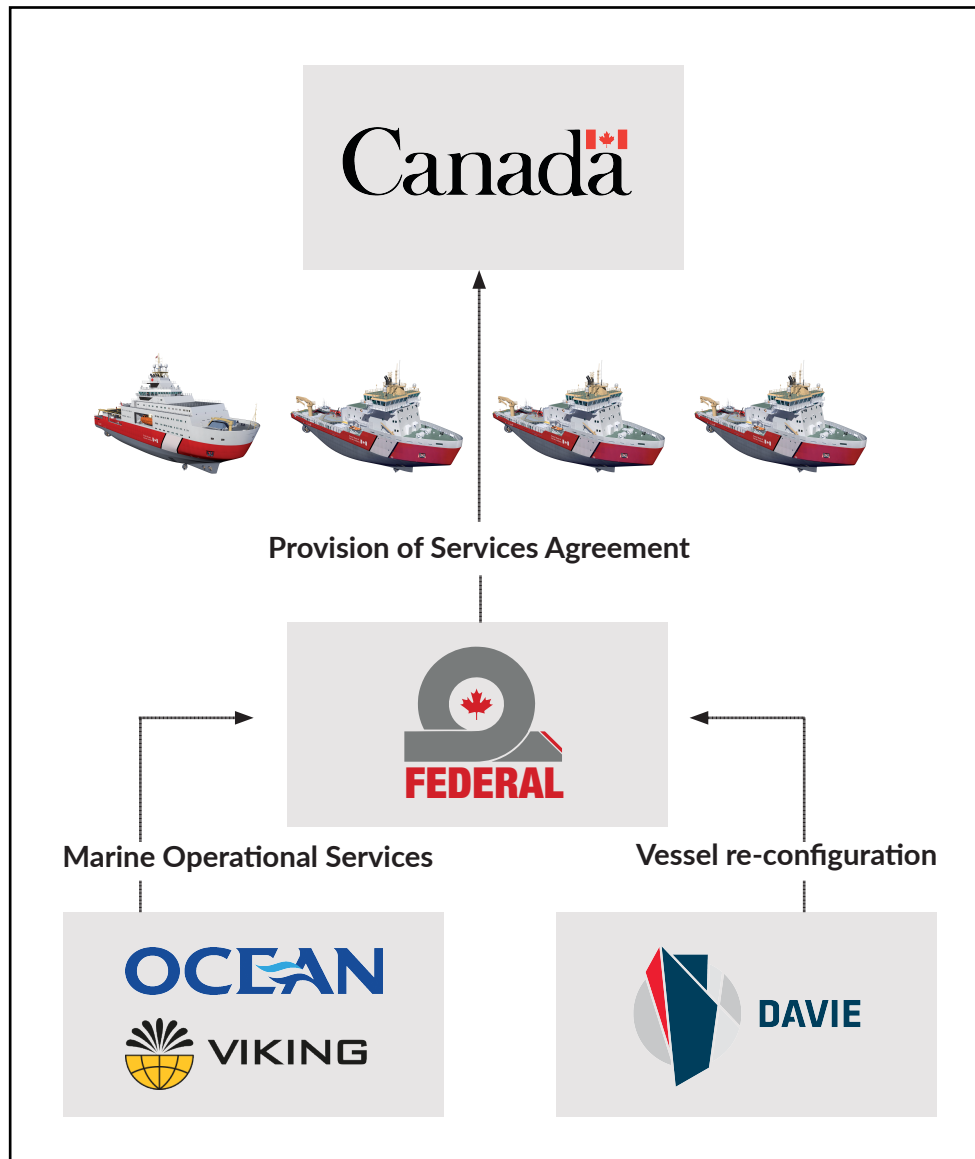 Canada
Provision of Services Agreement
FEDERAL
Marine Operational Services
Vessel re-configuration
OCEAN
VIKING
DAVIE